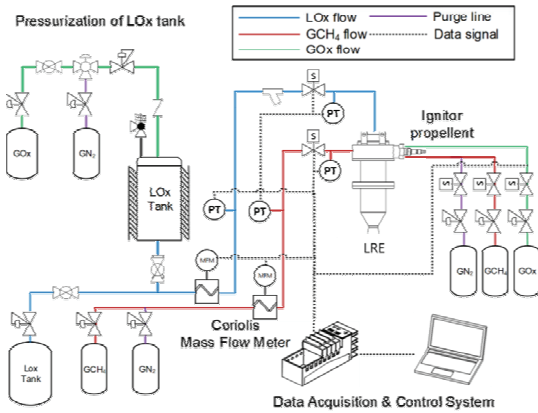 Pressurization of LOx tank
LOx flow
Purge line
GCH₄ flow
Data signal
GOx flow
S
PT
Ignitor
propellent
S
GOx
GN₂
PT
LOx
Tank
PT
PT
S
S
S
LRE
MFM
MFM
GN₂
GCH₄
GOx
Coriolis
Mass Flow Meter
Lox
Tank
GCH₄
GN₂
Data Acquisition & Control System